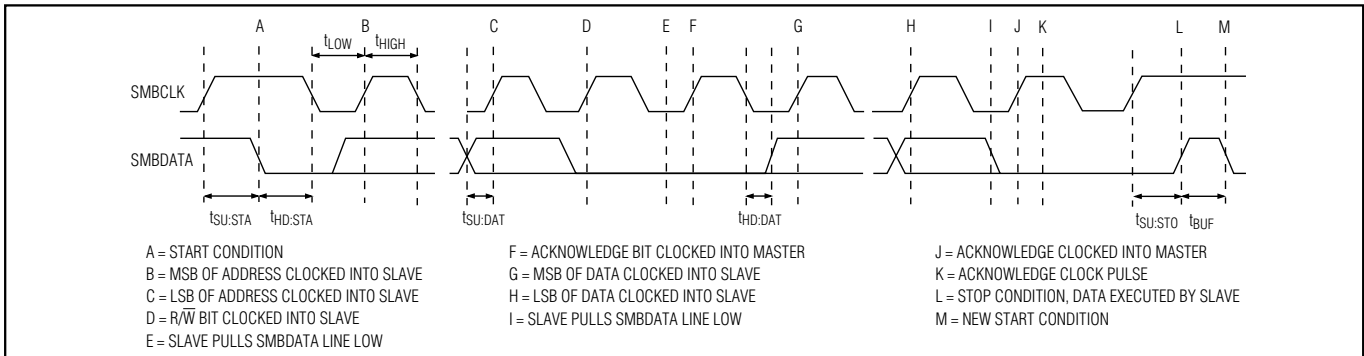 A B C D E F G H I J K L M
tLOW tHIGH
SMBCLK
SMBDATA
tSU:STA tHD:STA tSU:DAT tHD:DAT tSU:STO tBUF
A = START CONDITION
B = MSB OF ADDRESS CLOCKED INTO SLAVE
C = LSB OF ADDRESS CLOCKED INTO SLAVE
D = R/W̅ BIT CLOCKED INTO SLAVE
E = SLAVE PULLS SMBDATA LINE LOW
F = ACKNOWLEDGE BIT CLOCKED INTO MASTER
G = MSB OF DATA CLOCKED INTO SLAVE
H = LSB OF DATA CLOCKED INTO SLAVE
I = SLAVE PULLS SMBDATA LINE LOW
J = ACKNOWLEDGE CLOCKED INTO MASTER
K = ACKNOWLEDGE CLOCK PULSE
L = STOP CONDITION, DATA EXECUTED BY SLAVE
M = NEW START CONDITION